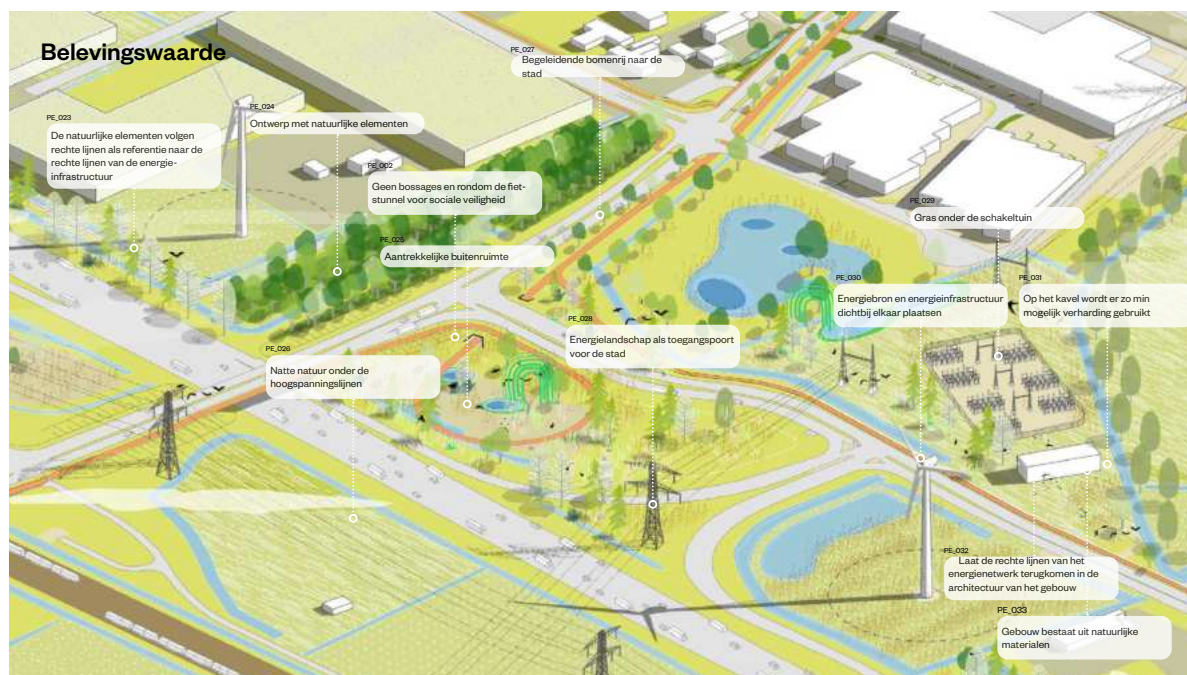 Belevingswaarde
PE_027
Begeleidende bomenrij naar de
stad
PE_023
De natuurlijke elementen volgen
rechte lijnen als referentie naar de
rechte lijnen van de energie-
infrastructuur
PE_024
Ontwerp met natuurlijke elementen
PE_002
Geen bossages en rondom de fiet-
stunnel voor sociale veiligheid
PE_025
Aantrekkelijke buitenruimte
PE_029
Gras onder de schakeltuin
PE_030
Energiebron en energieinfrastructuur
dichtbij elkaar plaatsen
PE_031
Op het kavel wordt er zo min
mogelijk verharding gebruikt
PE_028
Energielandschap als toegangspoort
voor de stad
PE_026
Natte natuur onder de
hoogspanningslijnen
PE_032
Laat de rechte lijnen van het
energienetwerk terugkomen in de
architectuur van het gebouw
PE_033
Gebouw bestaat uit natuurlijke
materialen